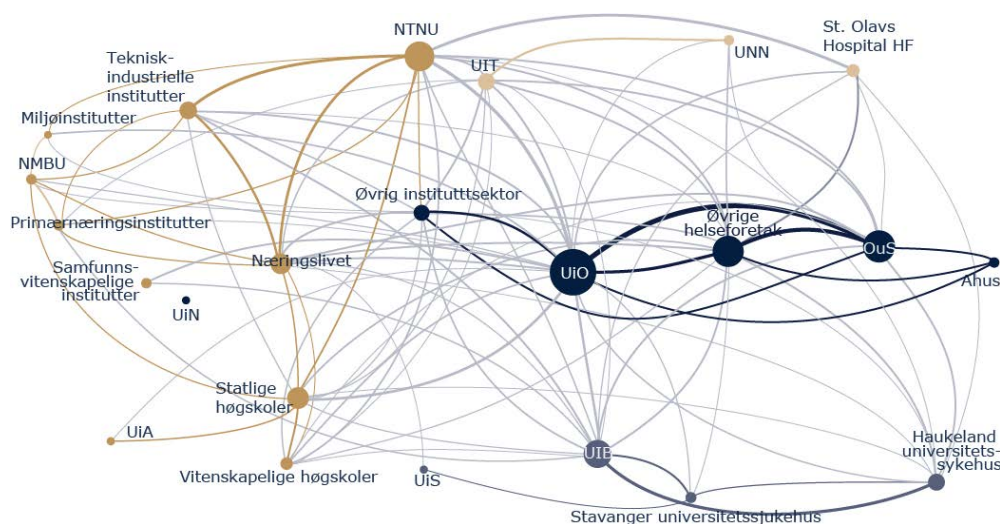 NTNU
St. Olavs
Hospital HF
UNN
Teknisk-
industrielle
institutter
UIT
Miljøinstitutter
NMBU
Øvrig instituttsektor
Primærnæringsinstitutter
Øvrige
helseforetak
OuS
Næringslivet
UiO
Samfunns-
vitenskapelige
institutter
Ahus
UiN
Statlige
høgskoler
UiA
Haukeland
universitets-
sykehus
UIB
Vitenskapelige høgskoler
UiS
Stavanger universitetssjukehus